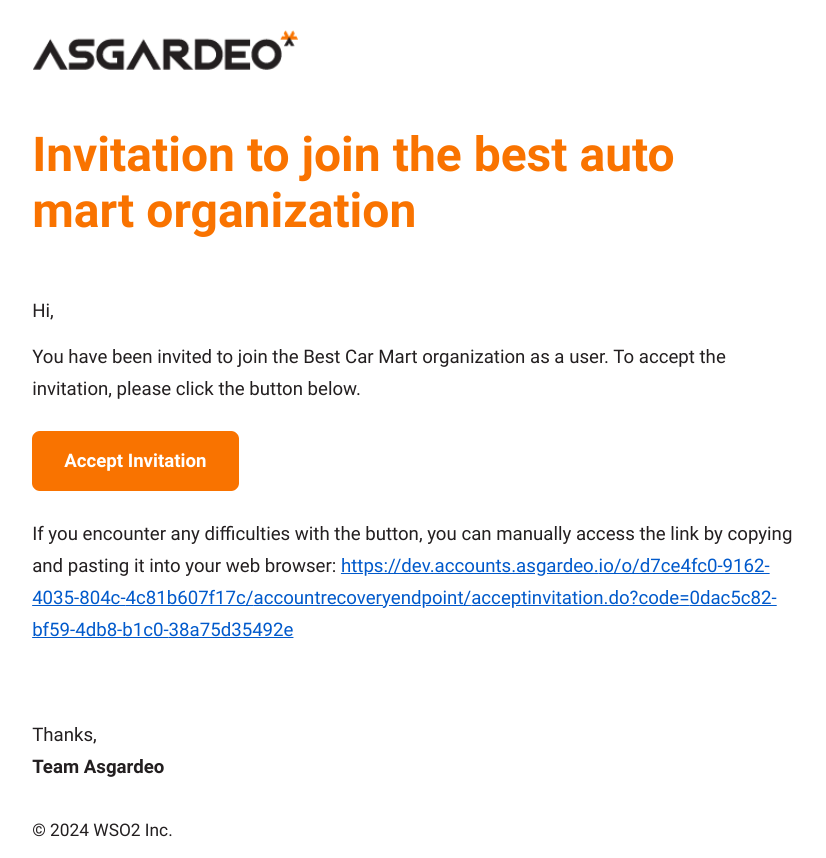 ASGARDEO
Invitation to join the best auto
mart organization
Hi,
You have been invited to join the Best Car Mart organization as a user. To accept the
invitation, please click the button below.
Accept Invitation
If you encounter any difficulties with the button, you can manually access the link by copying
and pasting it into your web browser: https://dev.accounts.asgardeo.io/o/d7ce4fc0-9162-
4035-804c-4c81b607f17c/accountrecoveryendpoint/acceptinvitation.do?code=0dac5c82-
bf59-4db8-b1c0-38a75d35492e
Thanks,
Team Asgardeo
© 2024 WSO2 Inc.